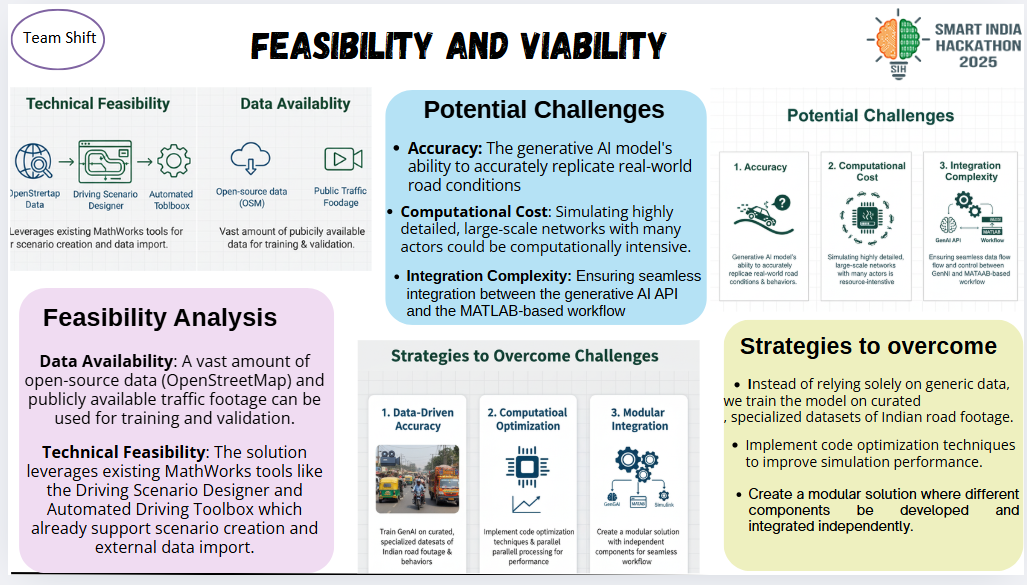 Team Shift
FEASIBILITY AND VIABILITY
SIH
SMART INDIA
HACKATHON
2025
Technical Feasibility
OpenStrertap
Data
Driving Scenario
Designer
Automated
Tolboox
Leverages existing MathWorks tools for
r scenario creation and data import.
Data Availablity
Open-source data
(OSM)
Public Traffic
Foodage
Vast amount of pubicily available
data for training & validation.
Feasibility Analysis
Data Availability: A vast amount of
open-source data (OpenStreetMap) and
publicly available traffic footage can be
used for training and validation.
Technical Feasibility: The solution
leverages existing MathWorks tools like
the Driving Scenario Designer and
Automated Driving Toolbox which
already support scenario creation and
external data import.
Potential Challenges
• Accuracy: The generative AI model's
ability to accurately replicate real-world
road conditions
• Computational Cost: Simulating highly
detailed, large-scale networks with many
actors could be computationally intensive.
• Integration Complexity: Ensuring seamless
integration between the generative AI API
and the MATLAB-based workflow
Strategies to Overcome Challenges
1. Data-Driven
Accuracy
Train GenAI on curated,
specialized datesets of
Indian road footage &
behaviors
2. Computatioal
Optimization
Implement code optimization
techniques & parallel
parallell processing for
performance
3. Modular
Integration
GenGAI
MATLAB
Simulink
Create a modular solution
with independent
components for seamless
workflow
Potential Challenges
1. Accuracy
?
Generative AI model's
ability to accurately
replicae real-world road
conditions & behaviors.
2. Computational
Cost
Simulating highly detailed,
large-scale networks
with many actors is
resource-intenstive
3. Integration
Complexity
GenAI API
MATLAB
Workflow
Ensuring seamless data flow
flow and control between
GenNI and MATAAB-based
workflow
Strategies to overcome
• Instead of relying solely on generic data,
we train the model on curated
, specialized datasets of Indian road footage.
• Implement code optimization techniques
to improve simulation performance.
• Create a modular solution where different
components be developed and
integrated independently.